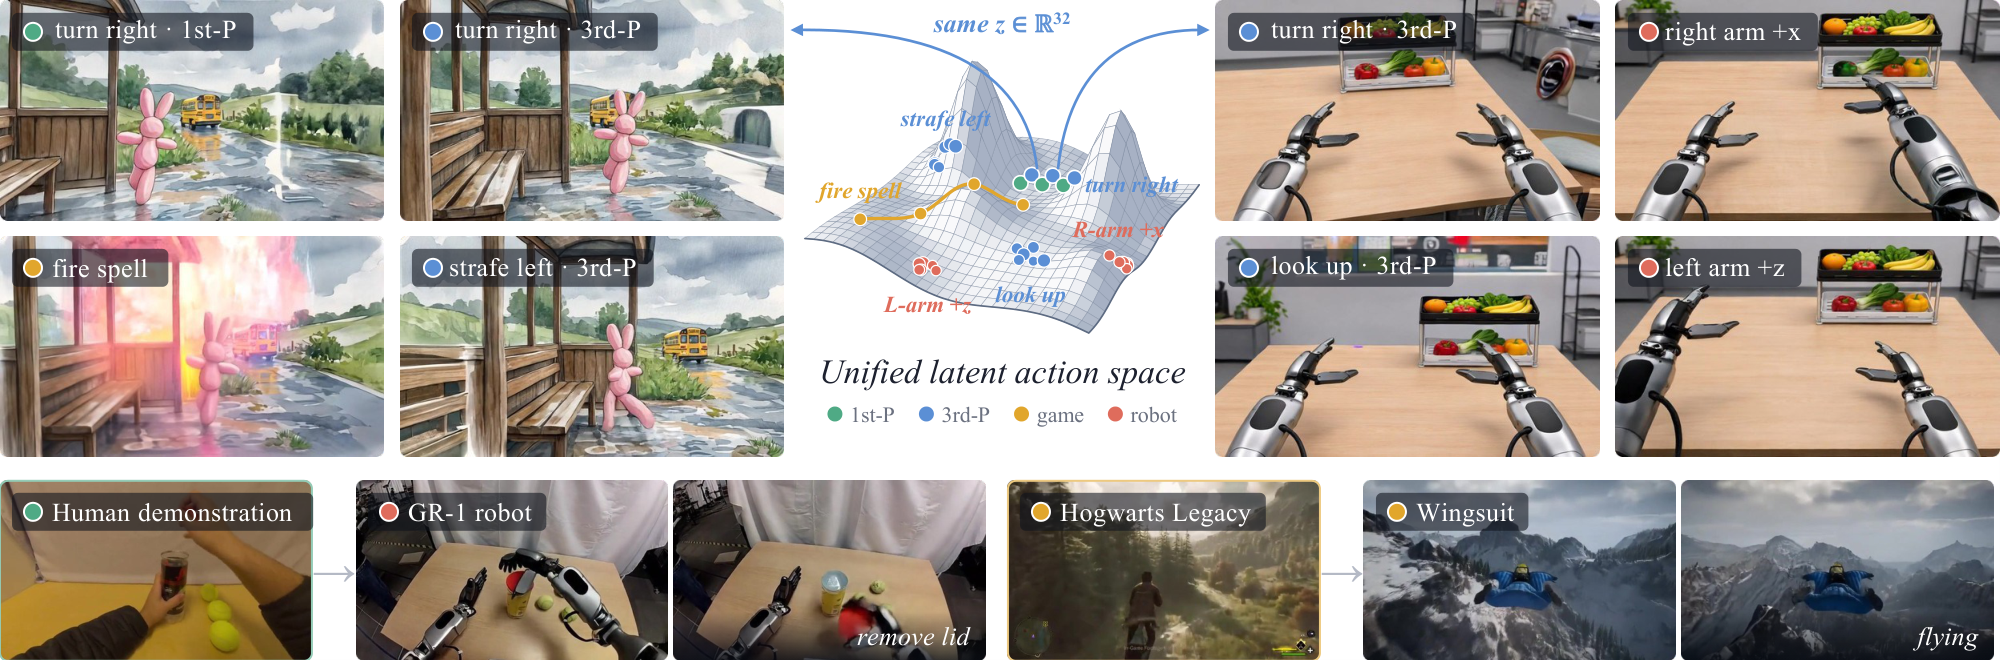 turn right · 1st-P
turn right · 3rd-P
same z ∈ ℝ³²
turn right · 3rd-P
right arm +x
strafe left
fire spell
turn right
R-arm +x
L-arm +z
look up
fire spell
strafe left · 3rd-P
look up · 3rd-P
left arm +z
Unified latent action space
1st-P
3rd-P
game
robot
Human demonstration
GR-1 robot
remove lid
Hogwarts Legacy
Wingsuit
flying